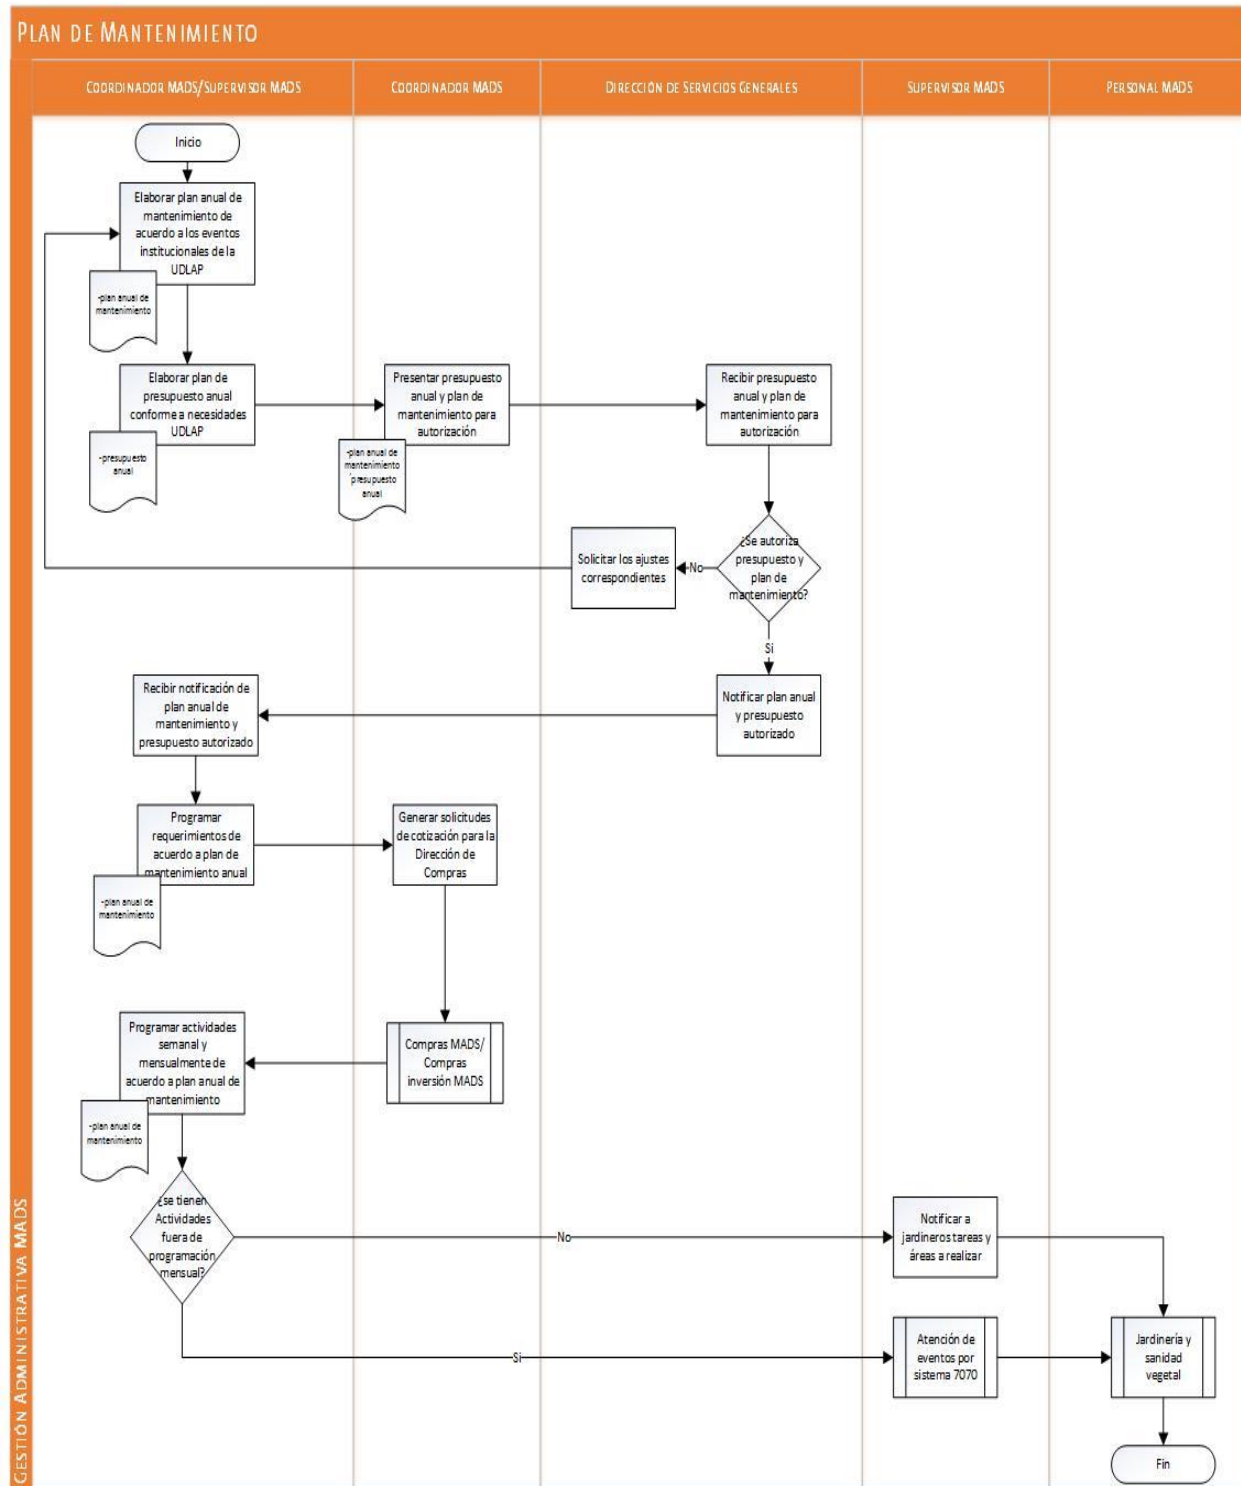 PLAN DE MANTENIMIENTO
COORDINADOR MADS/SUPERVISOR MADS
COORDINADOR MADS
DIRECCIÓN DE SERVICIOS GENERALES
SUPERVISOR MADS
PERSONAL MADS
GESTIÓN ADMINISTRATIVA MADS
Inicio
Elaborar plan anual de
mantenimiento de
acuerdo a los eventos
institucionales de la
UDLAP
-plan anual de
mantenimiento
Elaborar plan de
presupuesto anual
conforme a necesidades
UDLAP
-presupuesto
anual
Presentar presupuesto
anual y plan de
mantenimiento para
autorización
-plan anual de
mantenimiento
´presupuesto
anual
Recibir presupuesto
anual y plan de
mantenimiento para
autorización
¿Se autoriza
presupuesto y
plan de
mantenimiento?
No
Solicitar los ajustes
correspondientes
Si
Notificar plan anual
y presupuesto
autorizado
Recibir notificación de
plan anual de
mantenimiento y
presupuesto autorizado
Programar
requerimientos de
acuerdo a plan de
mantenimiento anual
-plan anual de
mantenimiento
Generar solicitudes
de cotización para la
Dirección de
Compras
Compras MADS/
Compras
inversión MADS
Programar actividades
semanal y
mensualmente de
acuerdo a plan anual de
mantenimiento
-plan anual de
mantenimiento
¿se tienen
Actividades
fuera de
programación
mensual?
No
Notificar a
jardineros tareas y
áreas a realizar
Si
Atención de
eventos por
sistema 7070
Jardinería y
sanidad
vegetal
Fin